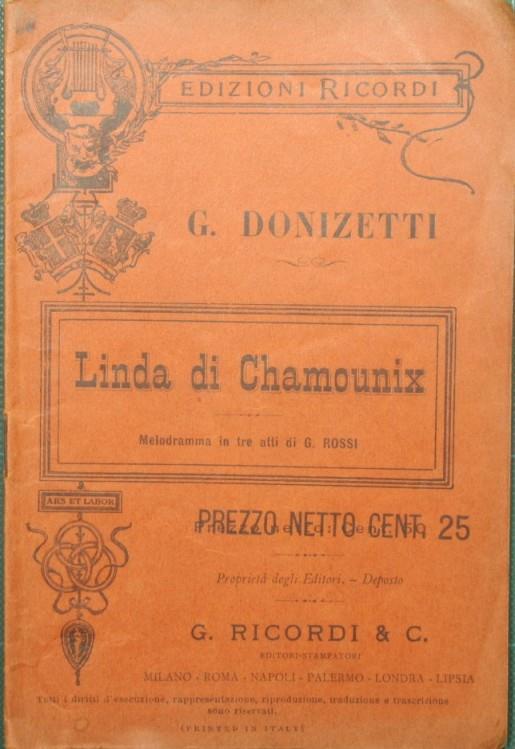 EDIZIONI RICORDI
G. DONIZETTI
Linda di Chamounix
Melodramma in tre atti di G. ROSSI
ARS ET LABOR
PREZZO NETTO CENT. 25
Proprietà degli Editori. – Deposto
G. RICORDI & C.
EDITORI-STAMPATORI
MILANO - ROMA - NAPOLI - PALERMO - LONDRA - LIPSIA
Tutti i diritti d'esecuzione, rappresentazione, riproduzione, traduzione e trascrizione
sono riservati.
(PRINTED IN ITALY)